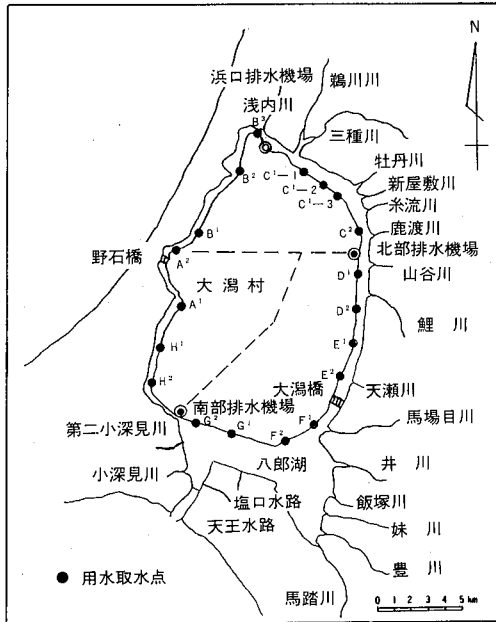 N
浜口排水機場
鵜川川
浅内川
三種川
B³
牡丹川
新屋敷川
糸流川
鹿渡川
北部排水機場
山谷川
鯉川
C¹-1
C¹-2
C¹-3
B²
B¹
C²
野石橋
A²
D¹
大潟村
A¹
D²
H¹
E¹
H²
E²
大潟橋
天瀬川
南部排水機場
G²
G¹
F¹
F²
馬場目川
第二小深見川
八郎湖
井川
小深見川
塩口水路
飯塚川
天王水路
妹川
豊川
馬踏川
● 用水取水点
0 1 2 3 4 5 km